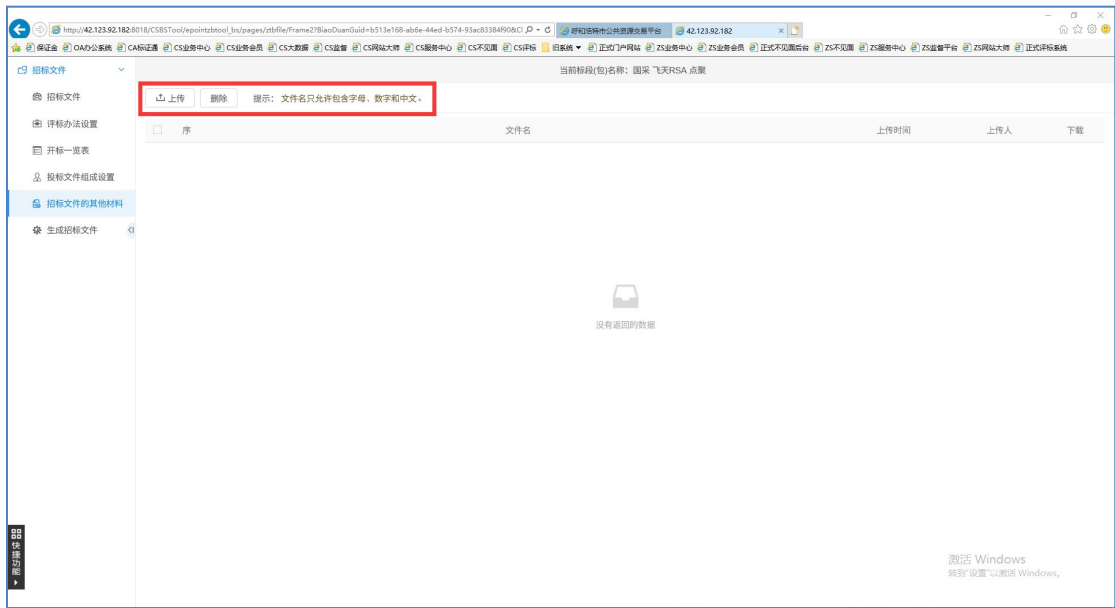 http://42.123.92.182:8018/CSBSTool/epointzbtool_bs/pages/ztbfile/Frame2?BiaoDuanGuid=b513e168-ab6e-44ed-b574-93ac83384f90&Cl
呼和浩特市公共资源交易平台
42.123.92.182
保证金 OA办公系统 CA标证通 CS业务中心 CS业务会员 CS大数据 CS监督 CS网站大师 CS服务中心 CS不见面 CS评标 旧系统 正式门户网站 ZS业务中心 ZS业务会员 正式不见面后台 ZS不见面 ZS服务中心 ZS监督平台 ZS网站大师 正式评标系统
招标文件
当前标段(包)名称：国采 飞天RSA 点聚
招标文件
上传 删除 提示：文件名只允许包含字母、数字和中文。
评标办法设置
序 文件名 上传时间 上传人 下载
开标一览表
投标文件组成设置
招标文件的其他材料
生成招标文件
没有返回的数据
快捷功能
激活 Windows
转到"设置"以激活 Windows。